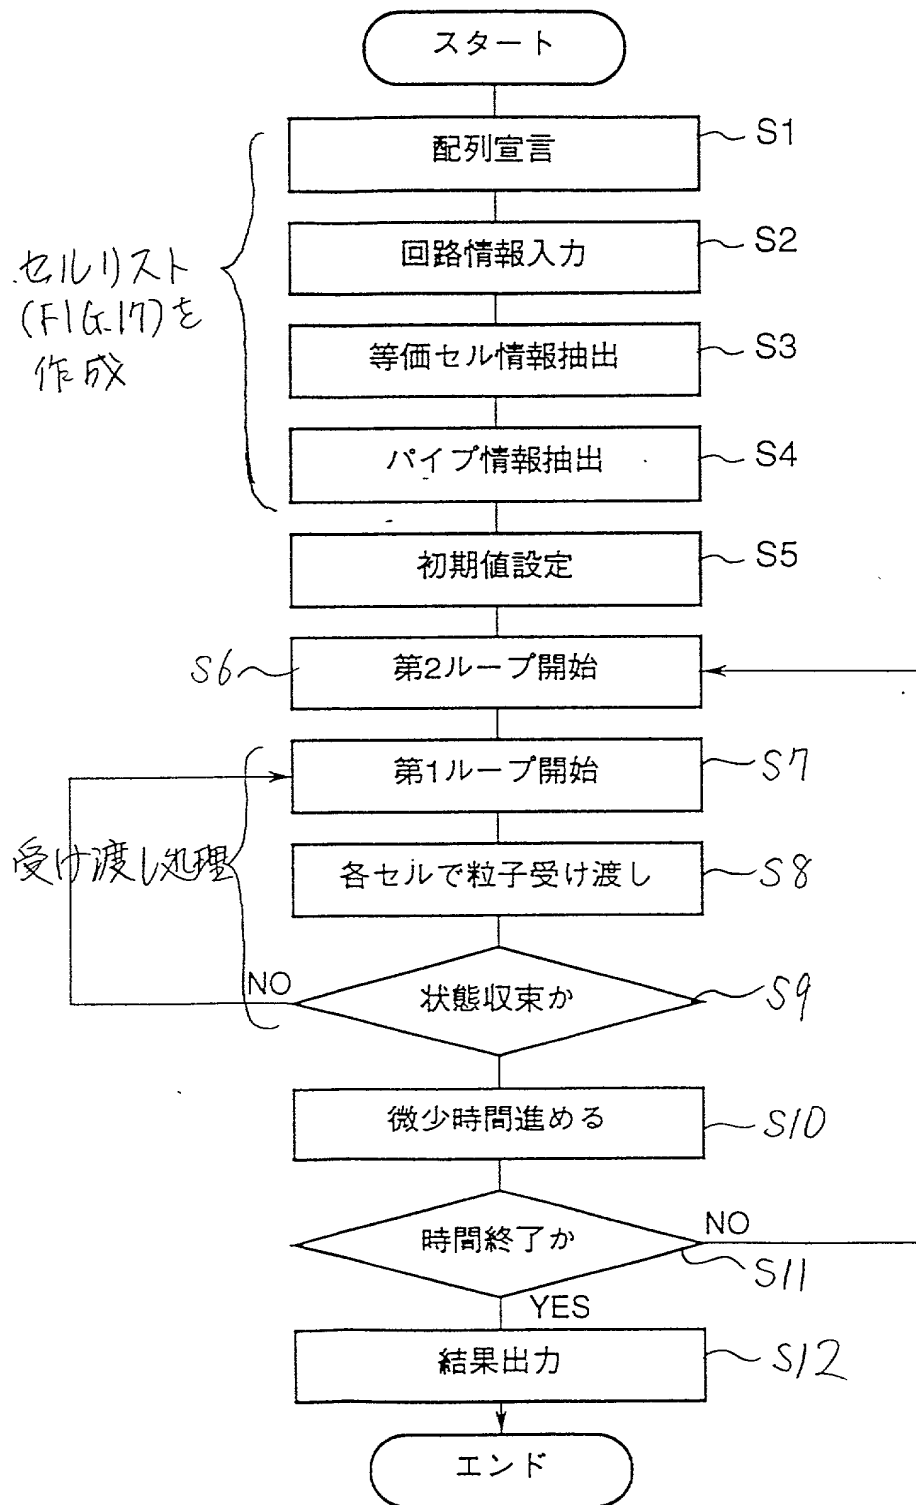 スタート
配列宣言
S1
回路情報入力
S2
セルリスト
(FIG.17)を
作成
等価セル情報抽出
S3
パイプ情報抽出
S4
初期値設定
S5
S6
第2ループ開始
第1ループ開始
S7
受け渡し処理
各セルで粒子受け渡し
S8
NO
状態収束か
S9
微少時間進める
S10
時間終了か
NO
S11
YES
結果出力
S12
エンド